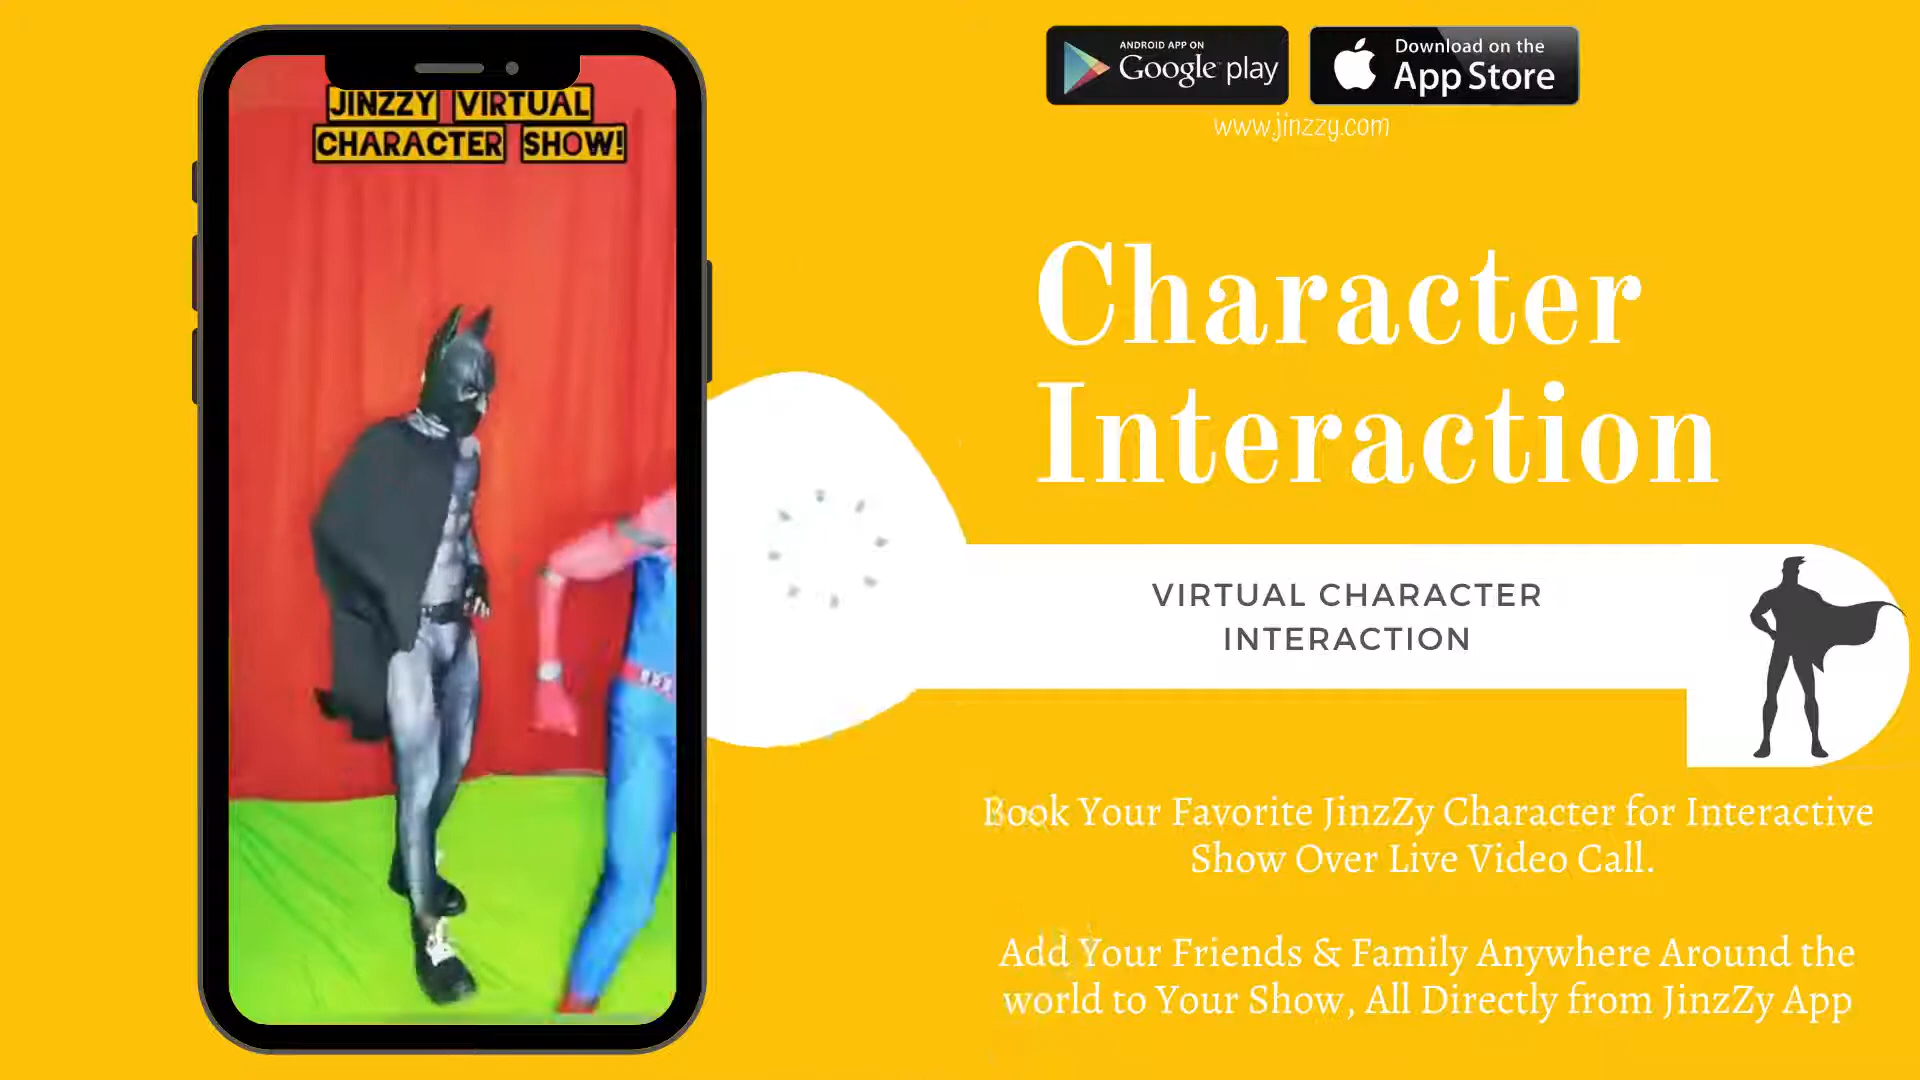 JINZZY VIRTUAL
CHARACTER SHOW!
ANDROID APP ON
Google play
Download on the
App Store
www.jinzzy.com
Character
Interaction
VIRTUAL CHARACTER
INTERACTION
Book Your Favorite JinzZy Character for Interactive
Show Over Live Video Call.
Add Your Friends & Family Anywhere Around the
world to Your Show, All Directly from JinzZy App